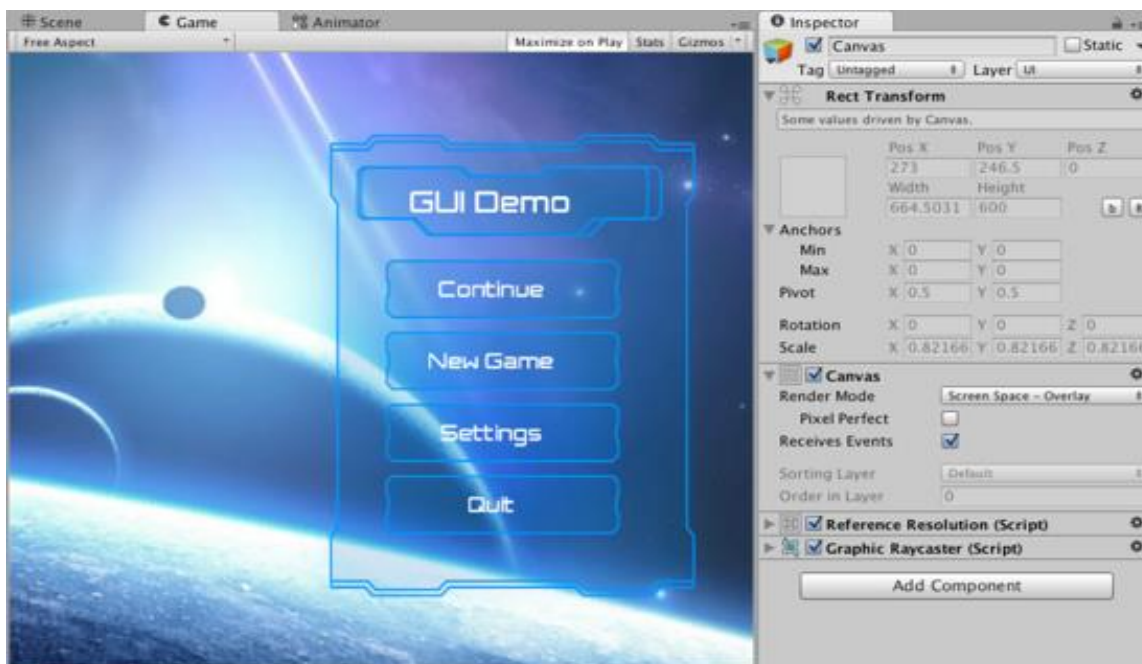 Scene Game Animator
Free Aspect Maximize on Play Stats Gizmos
GUI Demo
Continue
New Game
Settings
Quit
Inspector
Canvas Static
Tag Untagged Layer UI
Rect Transform
Some values driven by Canvas.
Pos X Pos Y Pos Z
273 246.5 0
Width Height
664.5031 600
Anchors
Min X 0 Y 0
Max X 0 Y 0
Pivot X 0.5 Y 0.5
Rotation X 0 Y 0 Z 0
Scale X 0.82166 Y 0.82166 Z 0.82166
Canvas
Render Mode Screen Space - Overlay
Pixel Perfect
Receives Events
Sorting Layer Default
Order in Layer 0
Reference Resolution (Script)
Graphic Raycaster (Script)
Add Component